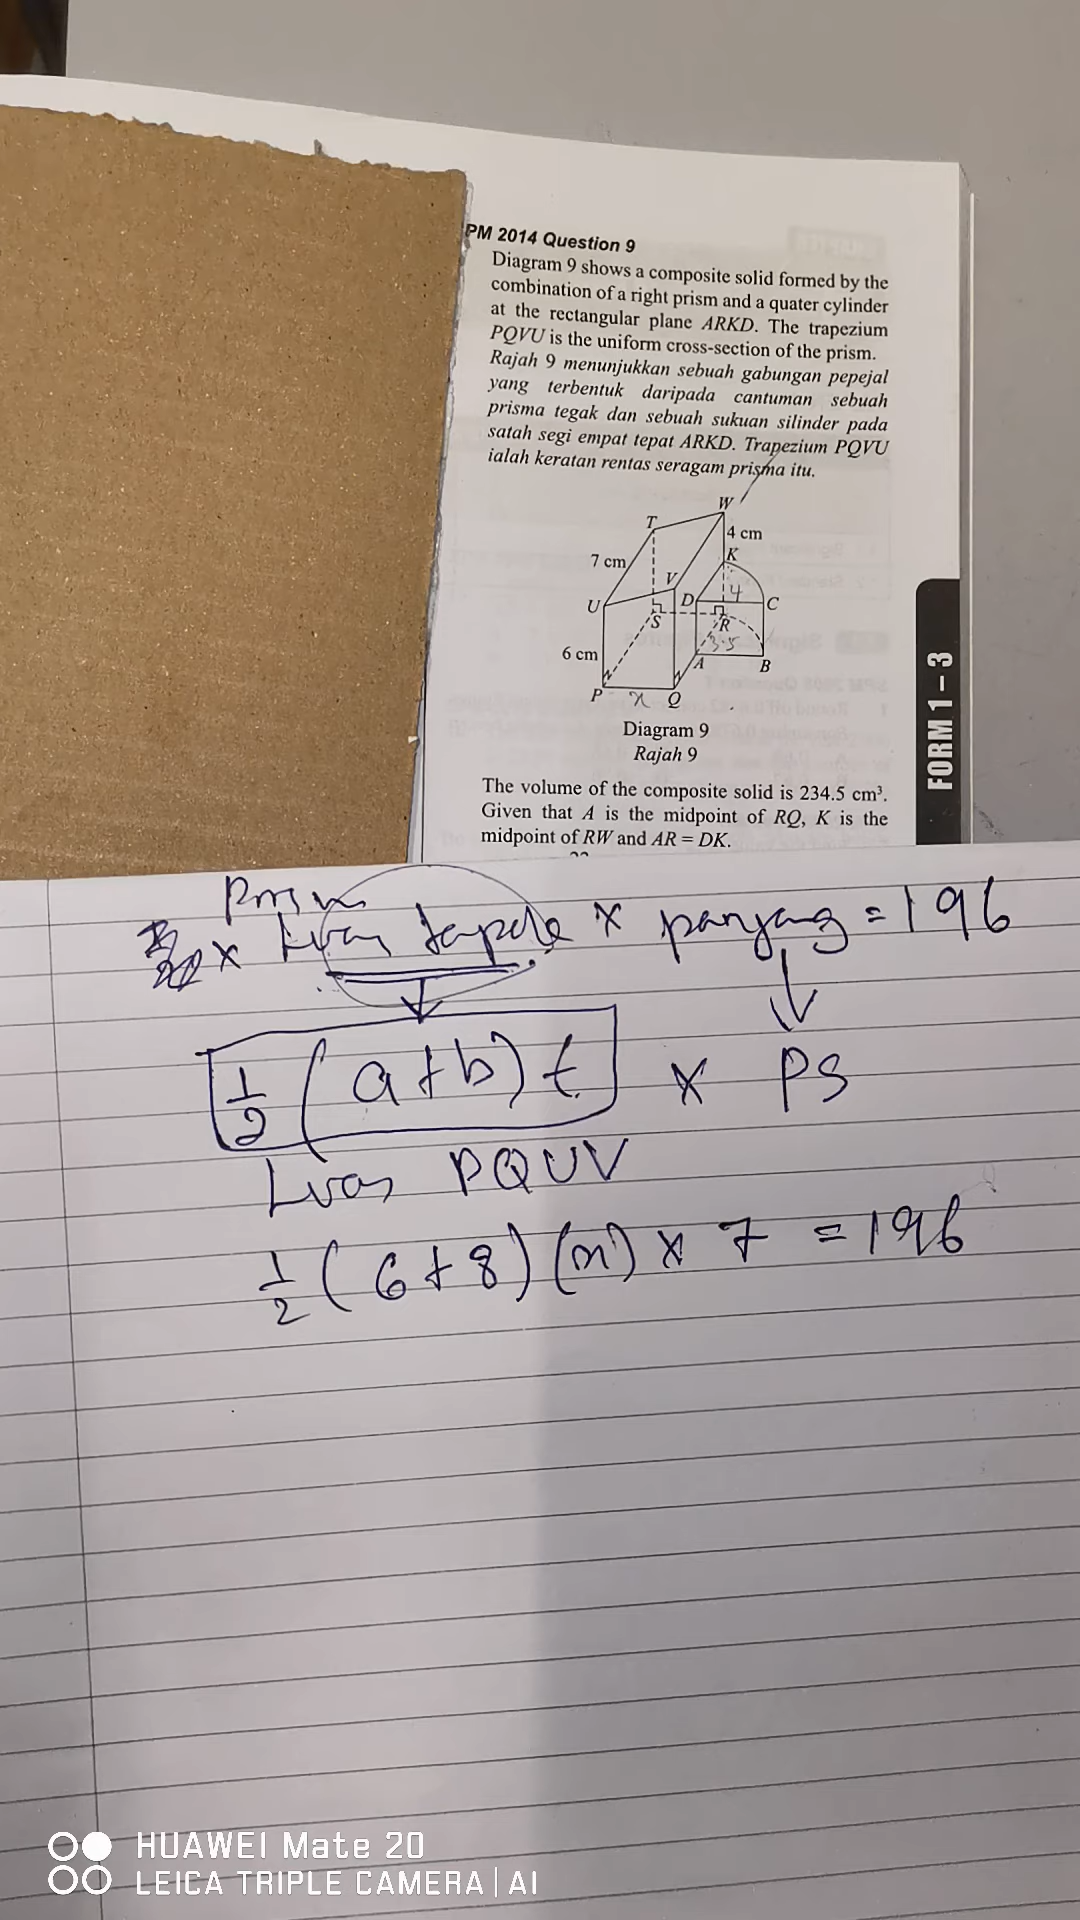 PM 2014 Question 9
Diagram 9 shows a composite solid formed by the
combination of a right prism and a quater cylinder
at the rectangular plane ARKD. The trapezium
PQVU is the uniform cross-section of the prism.
Rajah 9 menunjukkan sebuah gabungan pepejal
yang terbentuk daripada cantuman sebuah
prisma tegak dan sebuah sukuan silinder pada
satah segi empat tepat ARKD. Trapezium PQVU
ialah keratan rentas seragam prisma itu.
W
T
4 cm
7 cm
K
V
U
D
4
C
S
R
3.5
6 cm
A
B
P
x
Q
Diagram 9
Rajah 9
The volume of the composite solid is 234.5 cm³.
Given that A is the midpoint of RQ, K is the
midpoint of RW and AR = DK.
FORM 1 – 3
Prism
x Luas × panjang = 196
1/2 (a+b) t × PS
Luas PQUV
1/2 (6+8) (x) × 7 = 196
HUAWEI Mate 20
LEICA TRIPLE CAMERA | AI